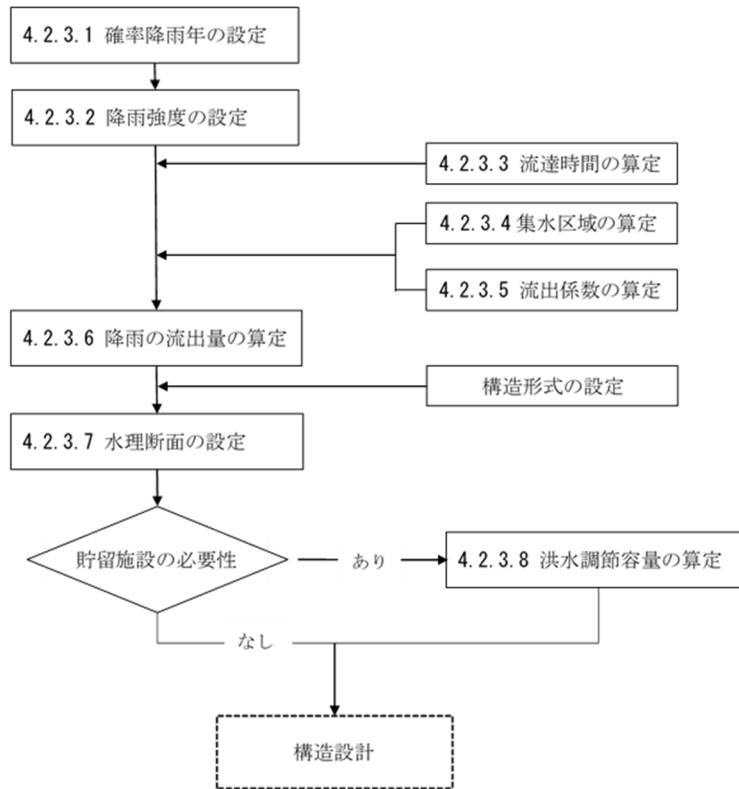 4.2.3.1 確率降雨年の設定
4.2.3.2 降雨強度の設定
4.2.3.3 流達時間の算定
4.2.3.4 集水区域の算定
4.2.3.5 流出係数の算定
4.2.3.6 降雨の流出量の算定
構造形式の設定
4.2.3.7 水理断面の設定
貯留施設の必要性
あり
4.2.3.8 洪水調節容量の算定
なし
構造設計